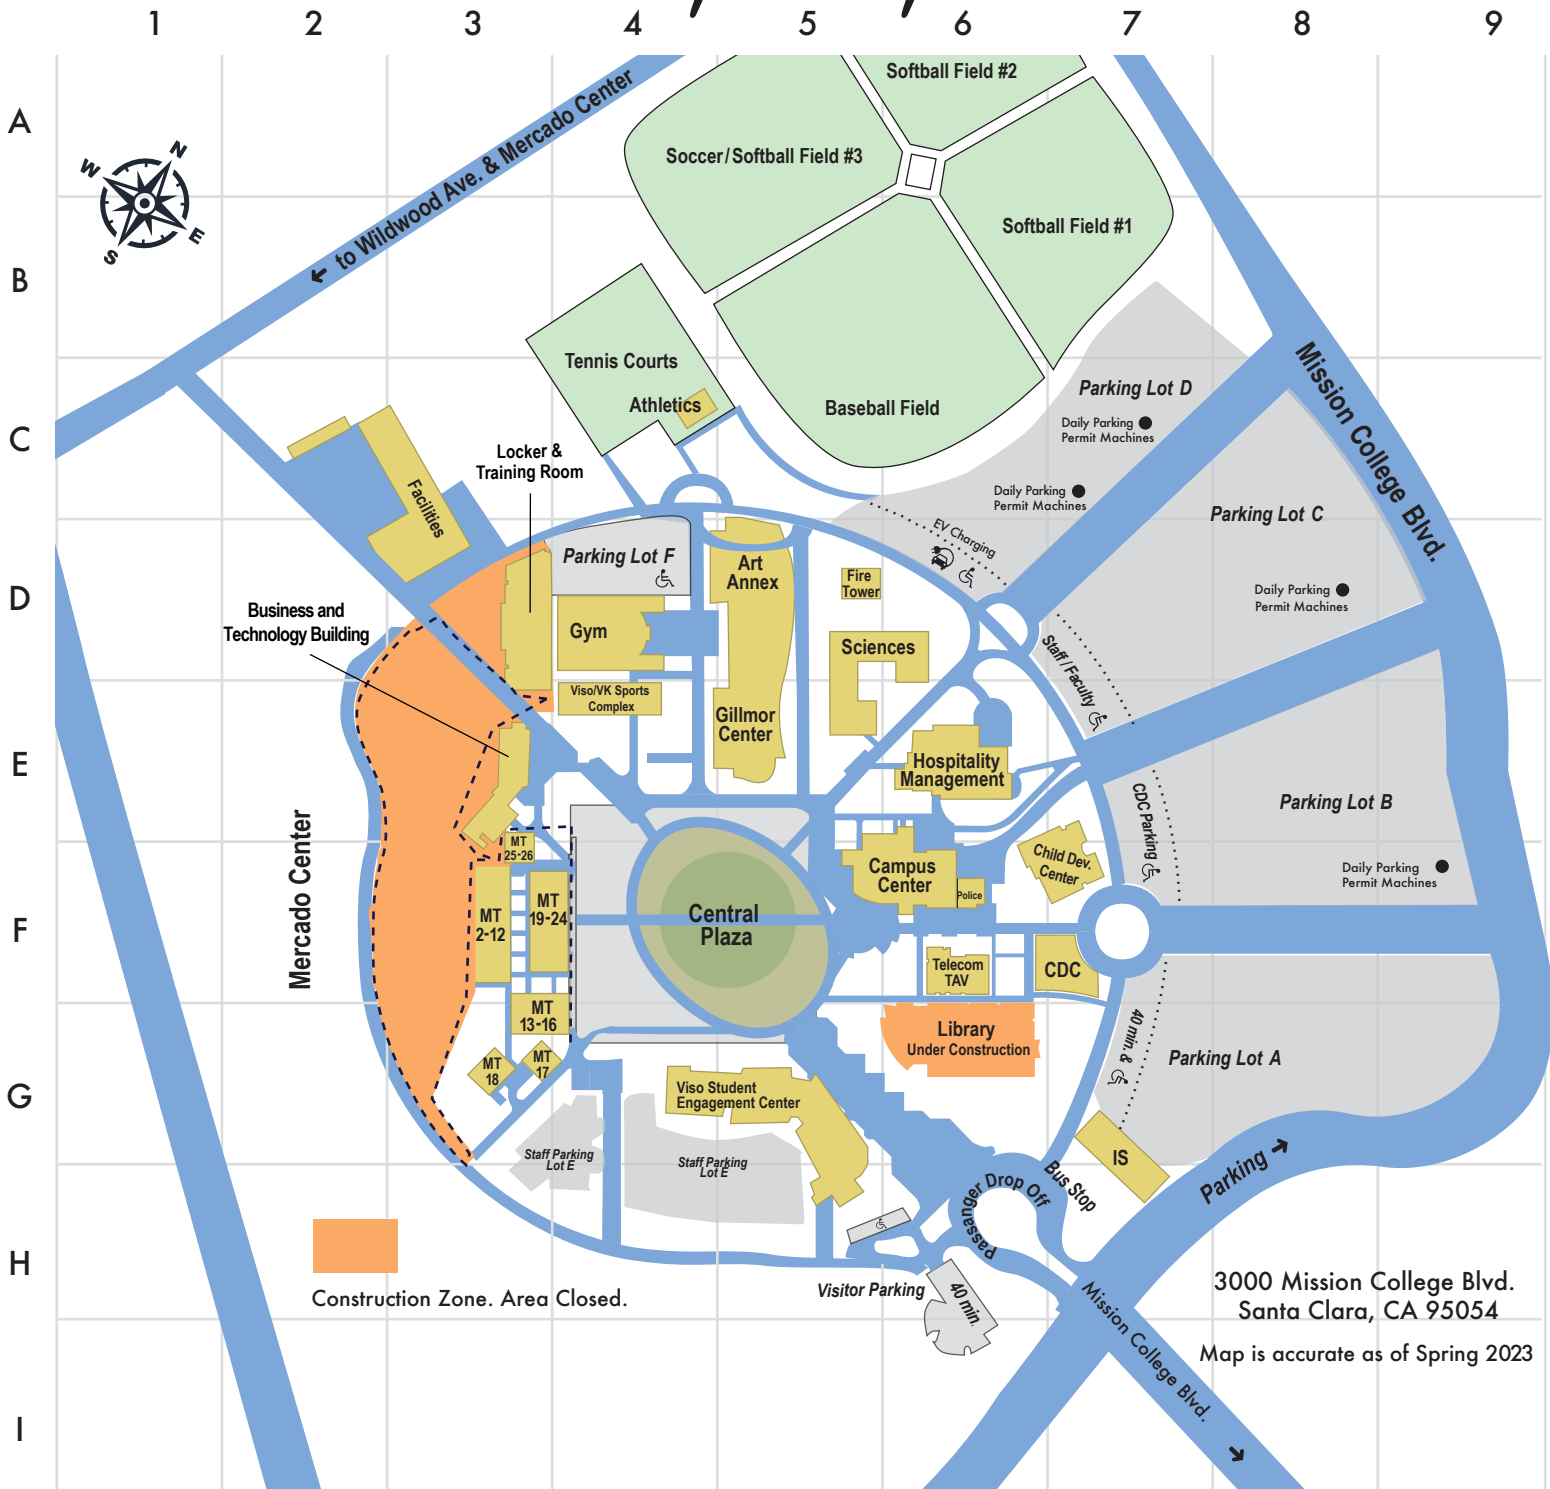 1 2 3 4 5 6 7 8 9
A
B
C
D
E
F
G
H
I
N
W
E
S
← to Wildwood Ave. & Mercado Center
Softball Field #2
Soccer/Softball Field #3
Softball Field #1
Tennis Courts
Athletics
Baseball Field
Mission College Blvd.
Parking Lot D
Daily Parking
Permit Machines
Daily Parking
Permit Machines
EV Charging
Parking Lot C
Daily Parking
Permit Machines
Locker &
Training Room
Facilities
Parking Lot F
Art
Annex
Fire
Tower
Gym
Sciences
Business and
Technology Building
Viso/VK Sports
Complex
Gillmor
Center
Staff / Faculty
Hospitality
Management
CDC Parking
Parking Lot B
Daily Parking
Permit Machines
Mercado Center
MT
25-26
MT
2-12
MT
19-24
Central
Plaza
Campus
Center
Police
Child Dev.
Center
Telecom
TAV
CDC
MT
13-16
MT
18
MT
17
Library
Under Construction
40 min. &
Parking Lot A
Viso Student
Engagement Center
Staff Parking
Lot E
Staff Parking
Lot E
IS
Bus Stop
Passanger Drop Off
Parking →
Visitor Parking
40 min.
Mission College Blvd. →
Construction Zone. Area Closed.
3000 Mission College Blvd.
Santa Clara, CA 95054
Map is accurate as of Spring 2023